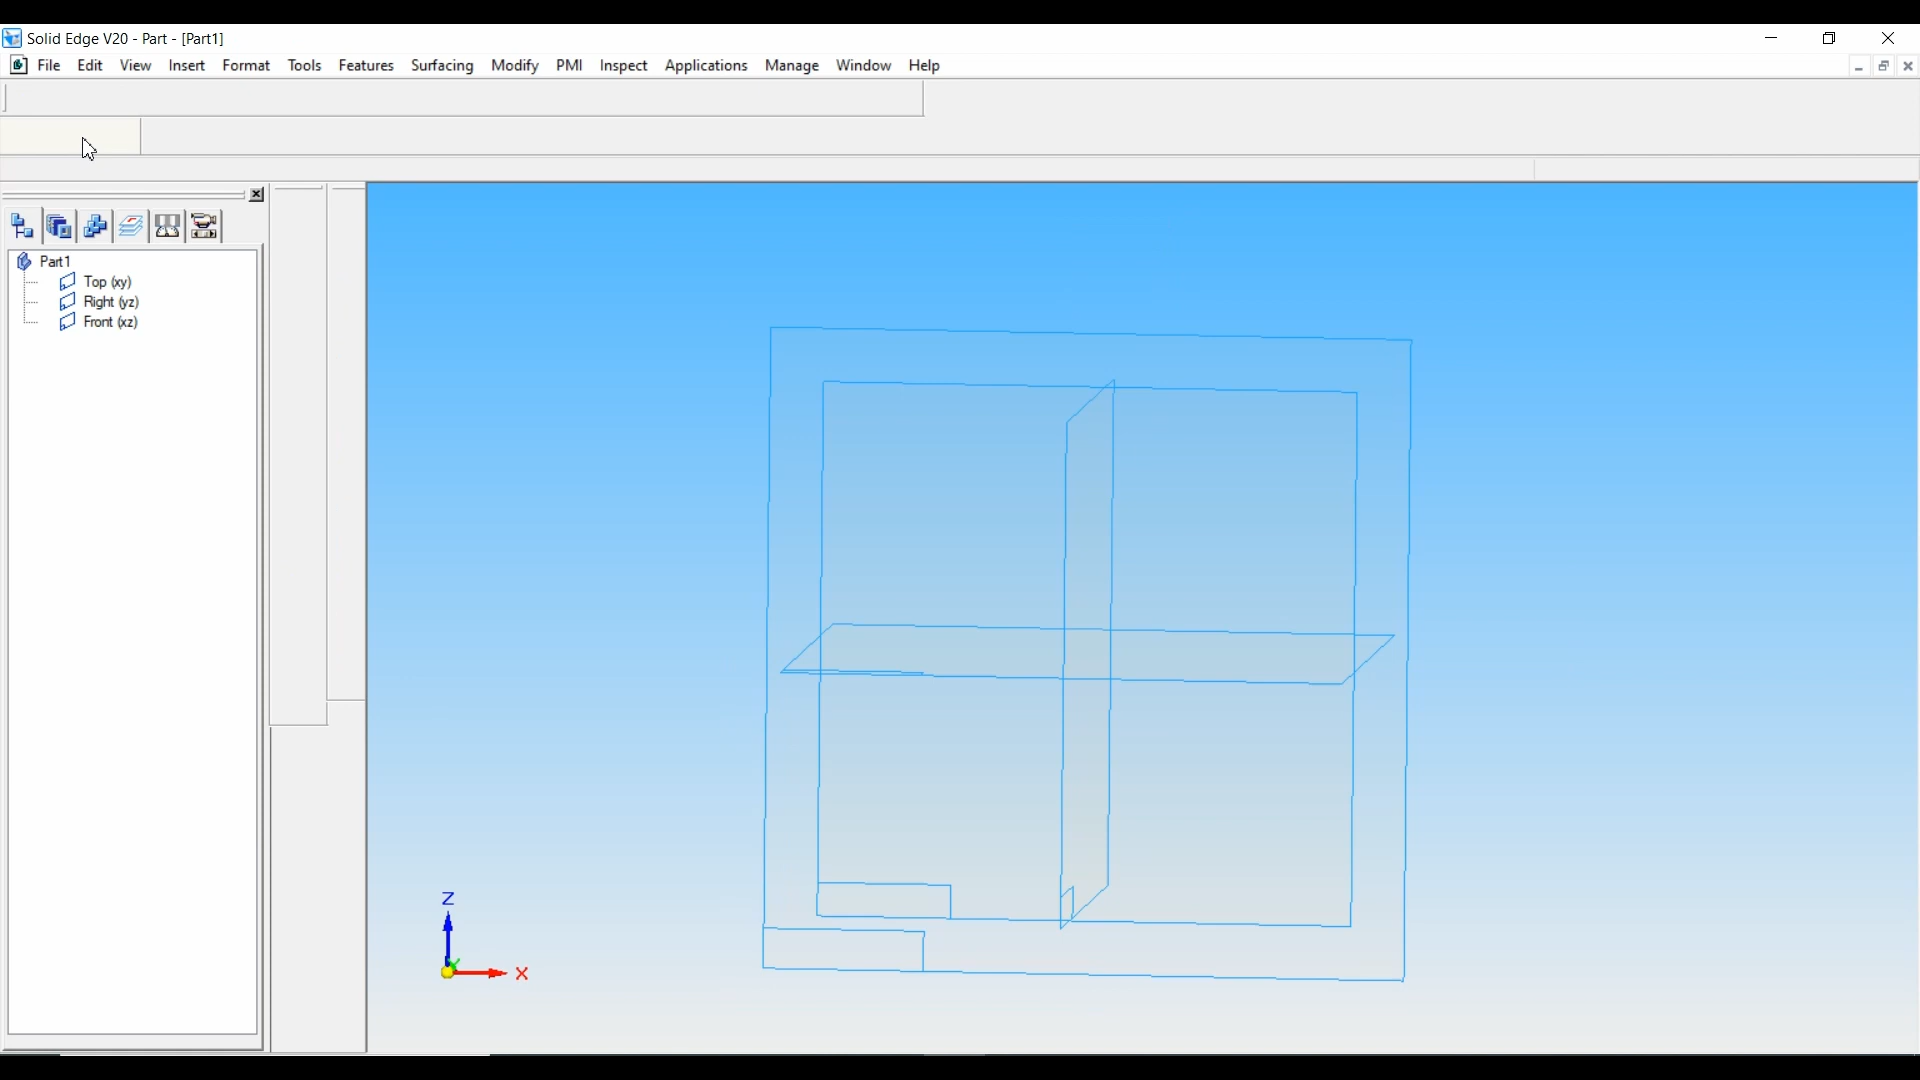 Solid Edge V20 - Part - [Part1]
File Edit View Insert Format Tools Features Surfacing Modify PMI Inspect Applications Manage Window Help
Part1
Top (xy)
Right (yz)
Front (xz)
Z
Y
X